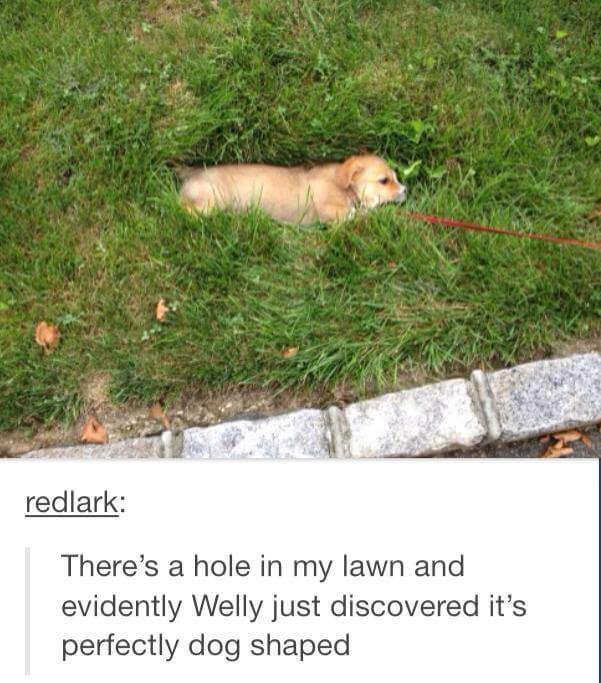 redlark:
There’s a hole in my lawn and
evidently Welly just discovered it’s
perfectly dog shaped